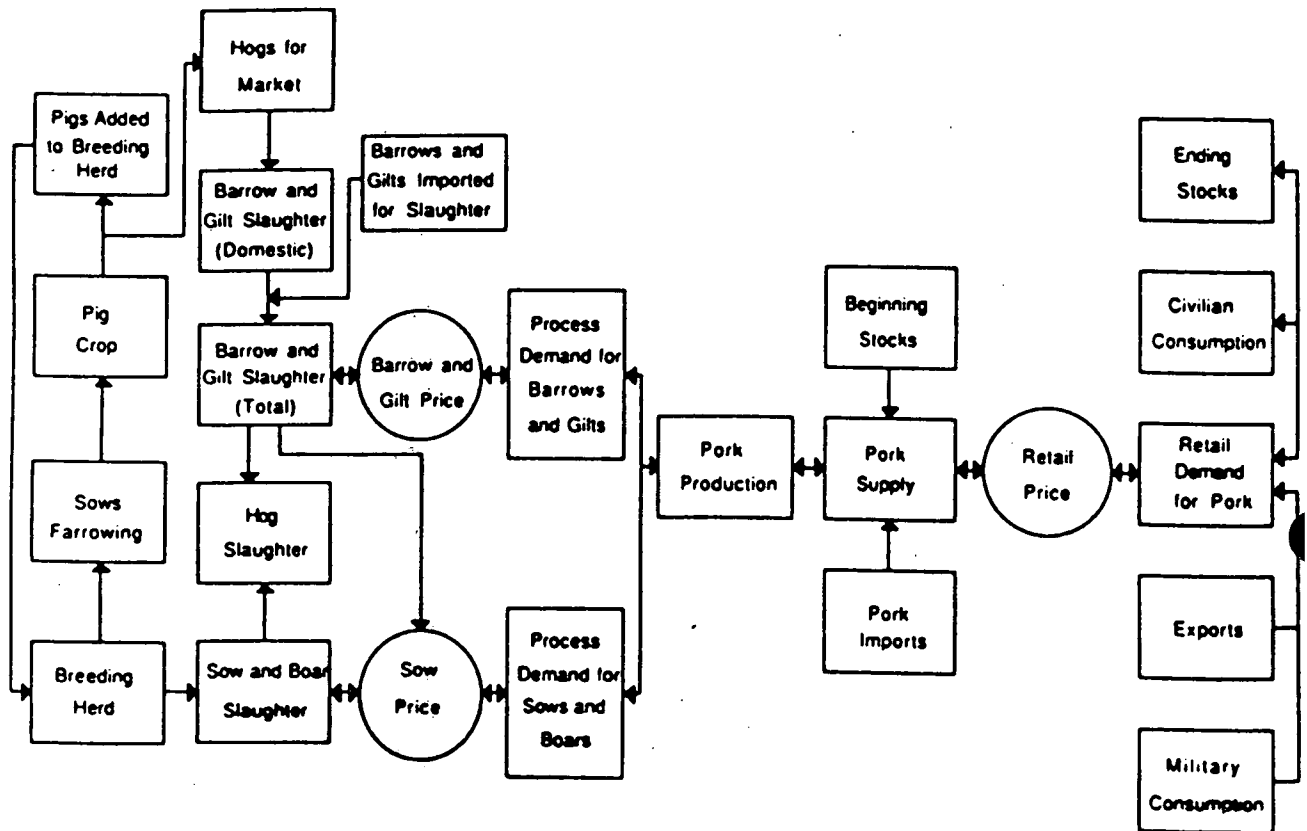 Hogs for
Market
Pigs Added
to Breeding
Herd
Barrows and
Gilts Imported
for Slaughter
Barrow and
Gilt Slaughter
(Domestic)
Ending
Stocks
Pig
Crop
Beginning
Stocks
Civilian
Consumption
Process
Demand for
Barrows
and Gilts
Barrow and
Gilt Slaughter
(Total)
Barrow and
Gilt Price
Pork
Production
Pork
Supply
Retail
Price
Retail
Demand
for Pork
Sows
Farrowing
Hog
Slaughter
Pork
Imports
Exports
Breeding
Herd
Sow and Boar
Slaughter
Sow
Price
Process
Demand for
Sows and
Boars
Military
Consumption